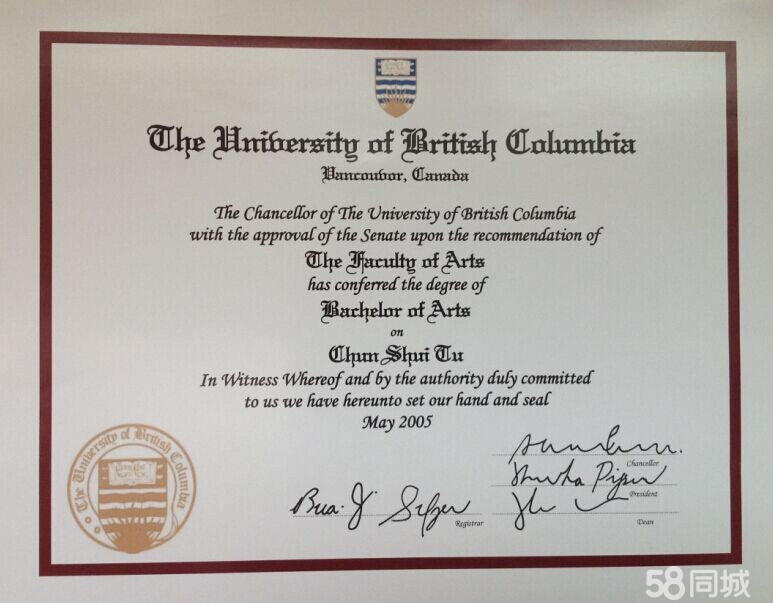 The University of British Columbia
Vancouvor, Canada
The Chancellor of The University of British Columbia
with the approval of the Senate upon the recommendation of
The Faculty of Arts
has conferred the degree of
Bachelor of Arts
on
Chun Shui Tu
In Witness Whereof and by the authority duly committed
to us we have hereunto set our hand and seal
May 2005
The University of British Columbia
Chancellor
President
Registrar
Dean
58同城